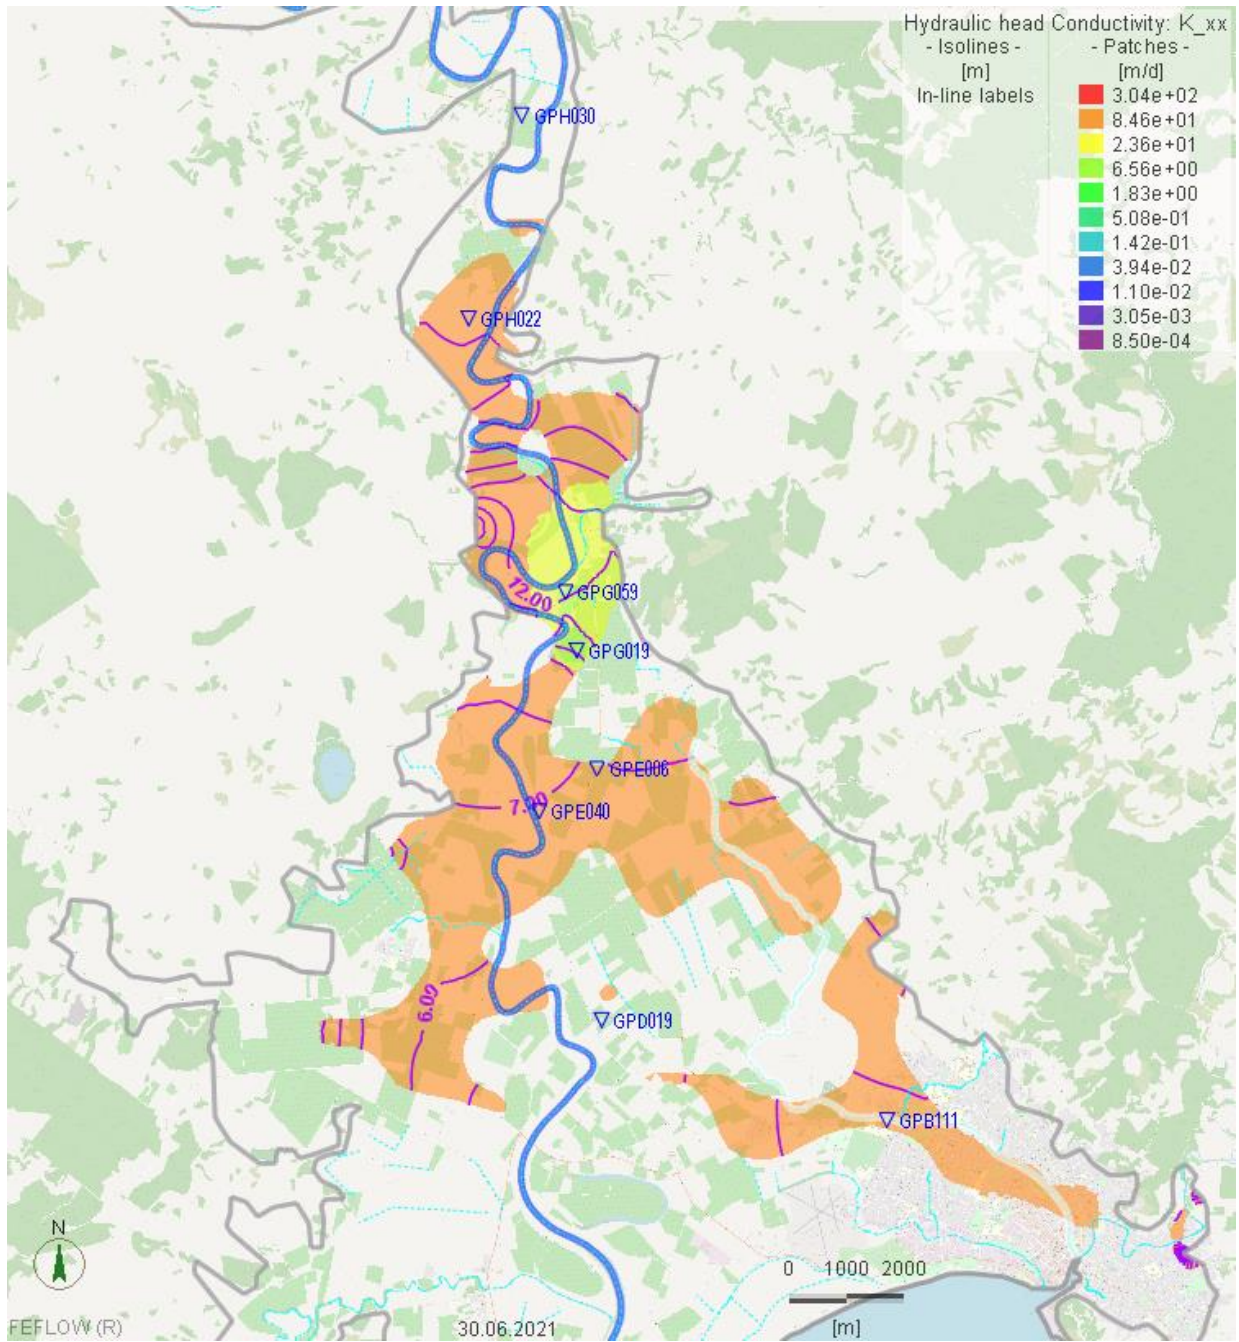 Hydraulic head Conductivity: K_xx
- Isolines - - Patches -
[m] [m/d]
In-line labels 3.04e+02
8.46e+01
2.36e+01
6.56e+00
1.83e+00
5.08e-01
1.42e-01
3.94e-02
1.10e-02
3.05e-03
8.50e-04
GPH030
GPH022
12.00
GPG059
GPG019
GPE006
7.00
GPE040
6.00
GPD019
GPB111
N
0 1000 2000
FEFLOW (R)
30.06.2021
[m]